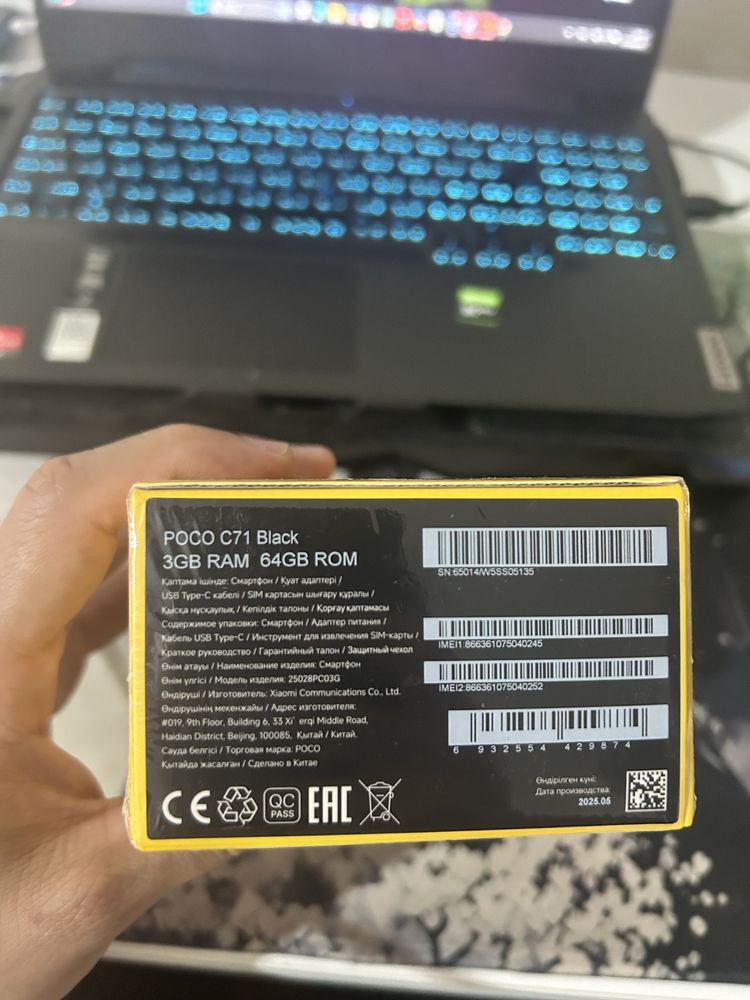 POCO C71 Black
3GB RAM 64GB ROM
Қаптама ішінде: Смартфон / Қуат адаптері /
USB Type-C кабелі / SIM картасын шығару құралы /
Қысқа нұсқаулық / Кепілдік талоны / Қорғау қаптамасы
Содержимое упаковки: Смартфон / Адаптер питания /
Кабель USB Type-C / Инструмент для извлечения SIM-карты /
Краткое руководство / Гарантийный талон / Защитный чехол
Өнім атауы / Наименование изделия: Смартфон
Өнім үлгісі / Модель изделия: 25028PC03G
Өндіруші / Изготовитель: Xiaomi Communications Co., Ltd.
Өндірушінің мекенжайы / Адрес изготовителя:
#019, 9th Floor, Building 6, 33 Xi' erqi Middle Road,
Haidian District, Beijing, 100085, Қытай / Китай.
Сауда белгісі / Торговая марка: POCO
Қытайда жасалған / Сделано в Китае
CE
QC
PASS
EAC
SN:65014/W5SS05135
IMEI1:866361075040245
IMEI2:866361075040252
6 932554 429874
Өндірілген күні:
Дата производства:
2025.05